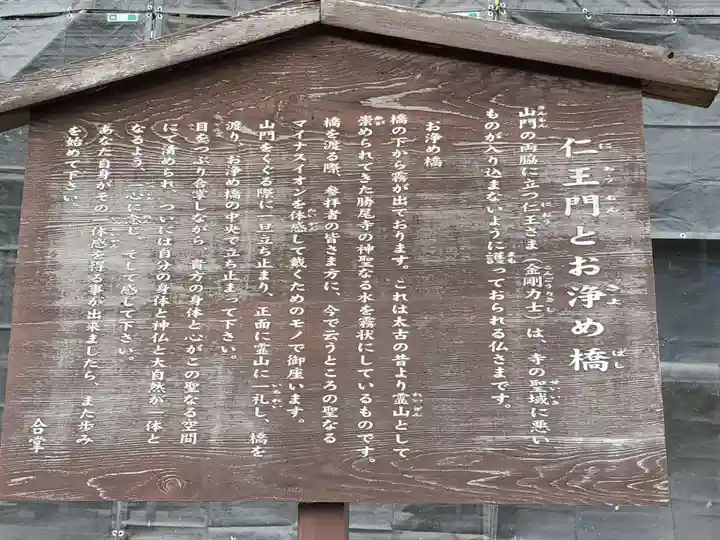 仁王門とお浄め橋
山門の両脇に立つ仁王さま（金剛力士）は、寺の聖域に悪い
ものが入り込まないように護っておられる仏さまです。
お浄め橋
橋の下から霧が出ております。これは太古の昔より霊山として
崇められてきた勝尾寺の神聖なる水を霧状にしているものです。
橋を渡る際、参拝者の皆さま方に、今で云うところの聖なる
マイナスイオンを体感して戴くためのモノで御座います。
山門をくぐる際に一旦立ち止まり、正面に霊山に一礼し、橋を
渡り、お浄め橋の中央で立ち止まって下さい。
目をつぶり合掌しながら、貴方の身体と心がこの聖なる空間
にて清められ、ついには自分の身体と神仏と大自然が一体と
なるよう、一心に念じ、そして感じて下さい。
あなた自身がその一体感を得る事が出来ましたら、また歩み
を始めて下さい。
合掌